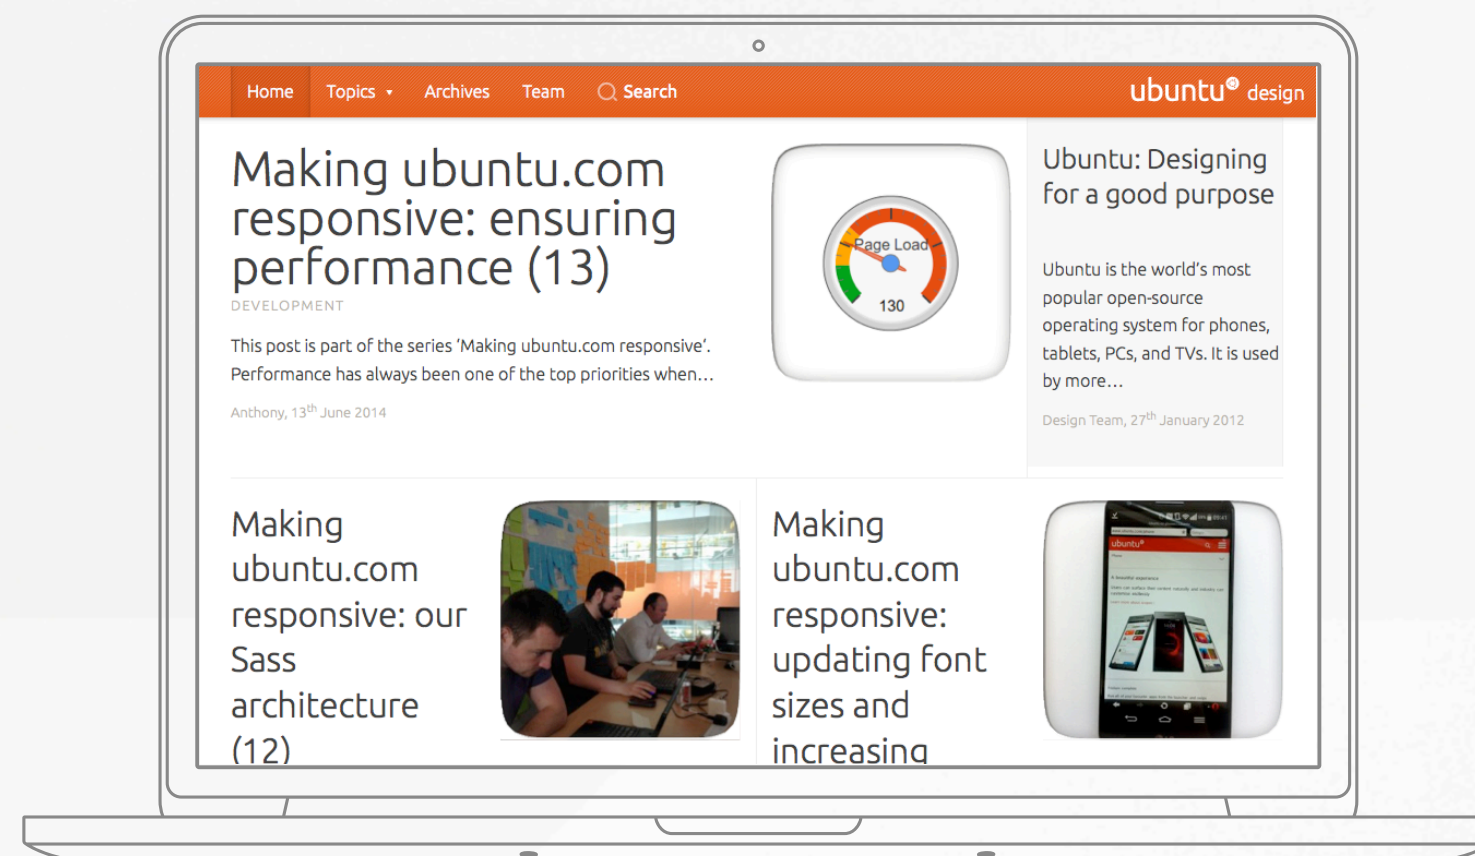 Home Topics Archives Team Search
ubuntu design
Making ubuntu.com
responsive: ensuring
performance (13)
DEVELOPMENT
This post is part of the series ‘Making ubuntu.com responsive’.
Performance has always been one of the top priorities when…
Anthony, 13th June 2014
Page Load
130
Ubuntu: Designing
for a good purpose
Ubuntu is the world’s most
popular open-source
operating system for phones,
tablets, PCs, and TVs. It is used
by more…
Design Team, 27th January 2012
Making
ubuntu.com
responsive: our
Sass
architecture
(12)
Making
ubuntu.com
responsive:
updating font
sizes and
increasing
ubuntu